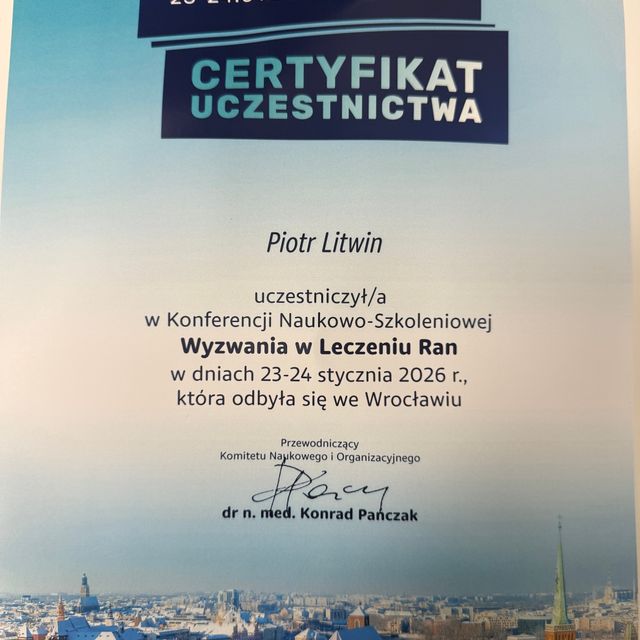 CERTYFIKAT
UCZESTNICTWA
Piotr Litwin
uczestniczył/a
w Konferencji Naukowo-Szkoleniowej
Wyzwania w Leczeniu Ran
w dniach 23-24 stycznia 2026 r.,
która odbyła się we Wrocławiu
Przewodniczący
Komitetu Naukowego i Organizacyjnego
dr n. med. Konrad Pańczak